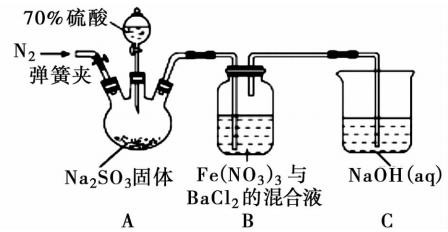 70%硫酸
N₂
弹簧夹
Na₂SO₃固体
Fe(NO₃)₃与
BaCl₂的混合液
NaOH(aq)
A
B
C